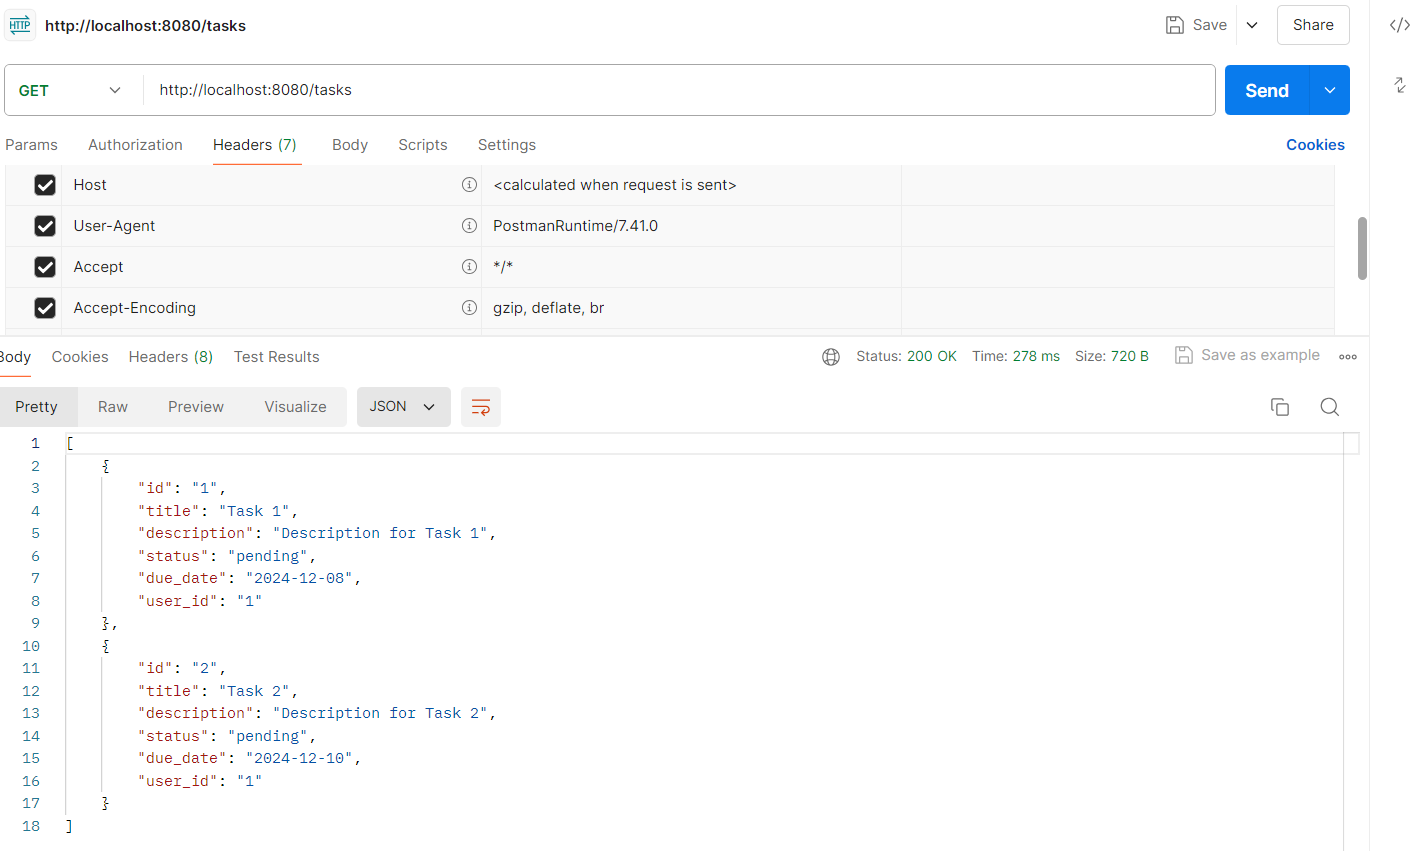 HTTP http://localhost:8080/tasks Save Share </>
GET http://localhost:8080/tasks Send
Params Authorization Headers (7) Body Scripts Settings Cookies
Host <calculated when request is sent>
User-Agent PostmanRuntime/7.41.0
Accept */*
Accept-Encoding gzip, deflate, br
Body Cookies Headers (8) Test Results Status: 200 OK Time: 278 ms Size: 720 B Save as example
Pretty Raw Preview Visualize JSON
1 [
2 {
3 "id": "1",
4 "title": "Task 1",
5 "description": "Description for Task 1",
6 "status": "pending",
7 "due_date": "2024-12-08",
8 "user_id": "1"
9 },
10 {
11 "id": "2",
12 "title": "Task 2",
13 "description": "Description for Task 2",
14 "status": "pending",
15 "due_date": "2024-12-10",
16 "user_id": "1"
17 }
18 ]